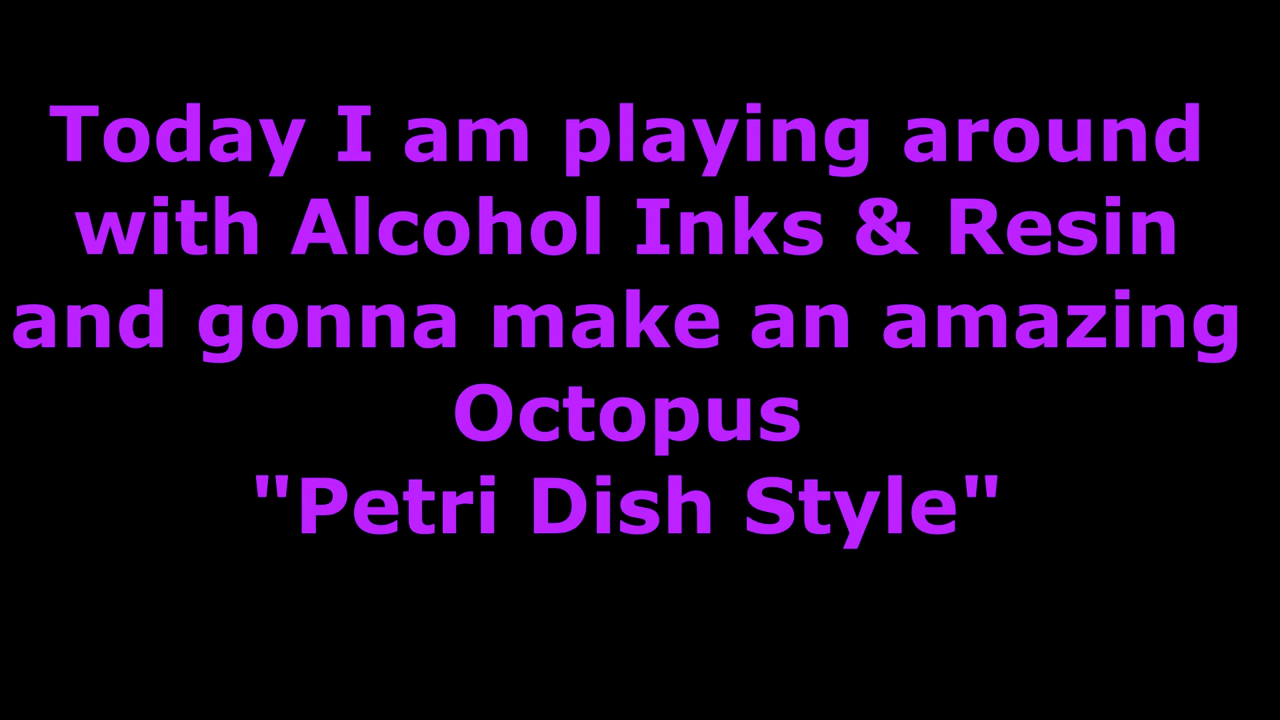 Today I am playing around
with Alcohol Inks & Resin
and gonna make an amazing
Octopus
"Petri Dish Style"